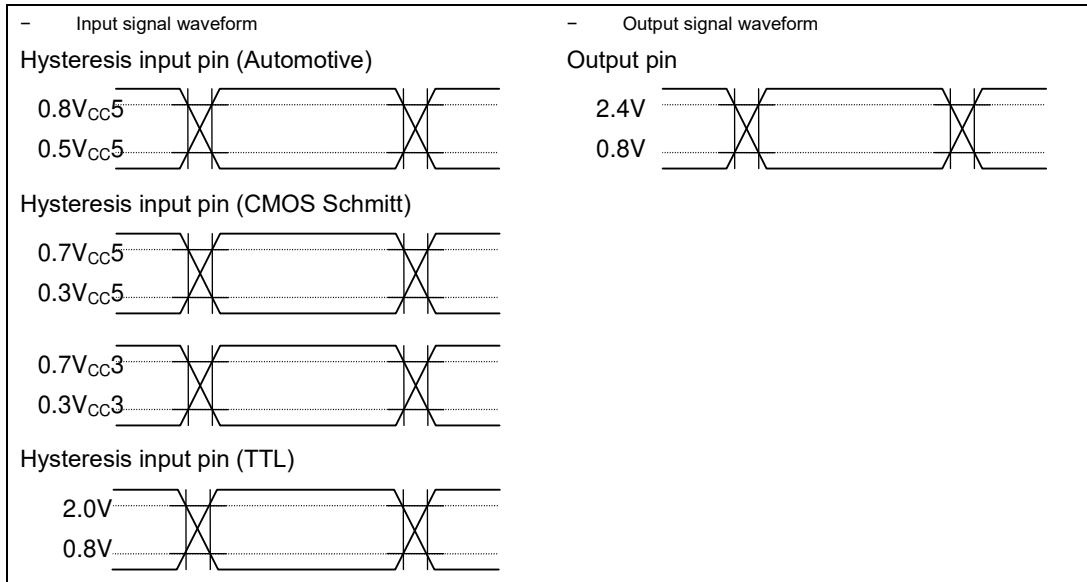 − Input signal waveform
Hysteresis input pin (Automotive)
0.8VCC5
0.5VCC5
Hysteresis input pin (CMOS Schmitt)
0.7VCC5
0.3VCC5
0.7VCC3
0.3VCC3
Hysteresis input pin (TTL)
2.0V
0.8V
− Output signal waveform
Output pin
2.4V
0.8V